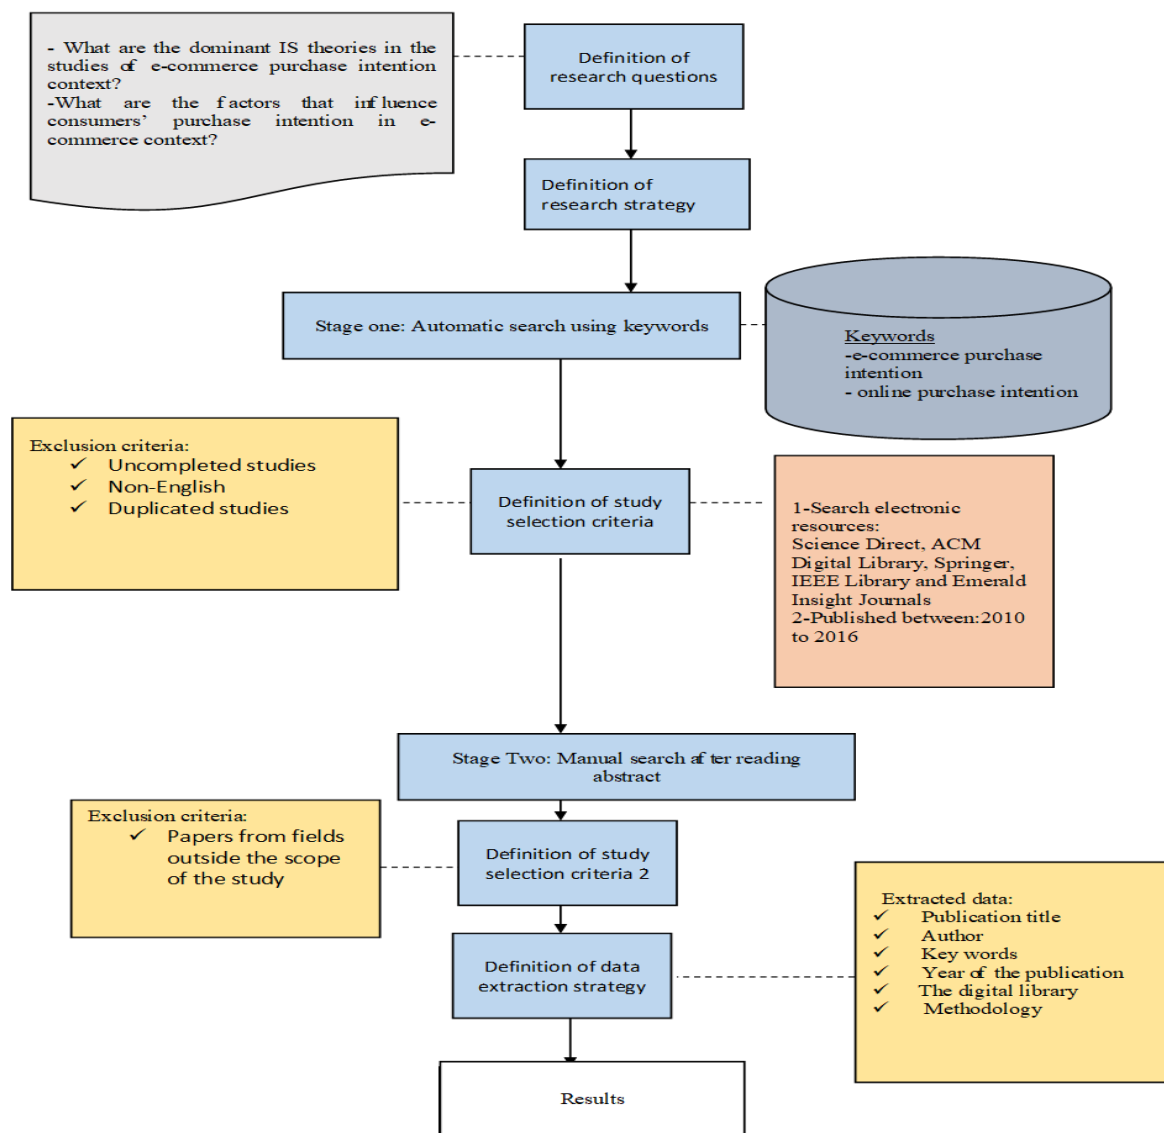 - What are the dominant IS theories in the
studies of e-commerce purchase intention
context?
-What are the factors that influence
consumers’ purchase intention in e-
commerce context?
Definition of
research questions
Definition of
research strategy
Stage one: Automatic search using keywords
Keywords
-e-commerce purchase
intention
- online purchase intention
Exclusion criteria:
✓ Uncompleted studies
✓ Non-English
✓ Duplicated studies
Definition of study
selection criteria
1-Search electronic
resources:
Science Direct, ACM
Digital Library, Springer,
IEEE Library and Emerald
Insight Journals
2-Published between:2010
to 2016
Stage Two: Manual search after reading
abstract
Exclusion criteria:
✓ Papers from fields
outside the scope
of the study
Definition of study
selection criteria 2
Definition of data
extraction strategy
Extracted data:
✓ Publication title
✓ Author
✓ Key words
✓ Year of the publication
✓ The digital library
✓ Methodology
Results